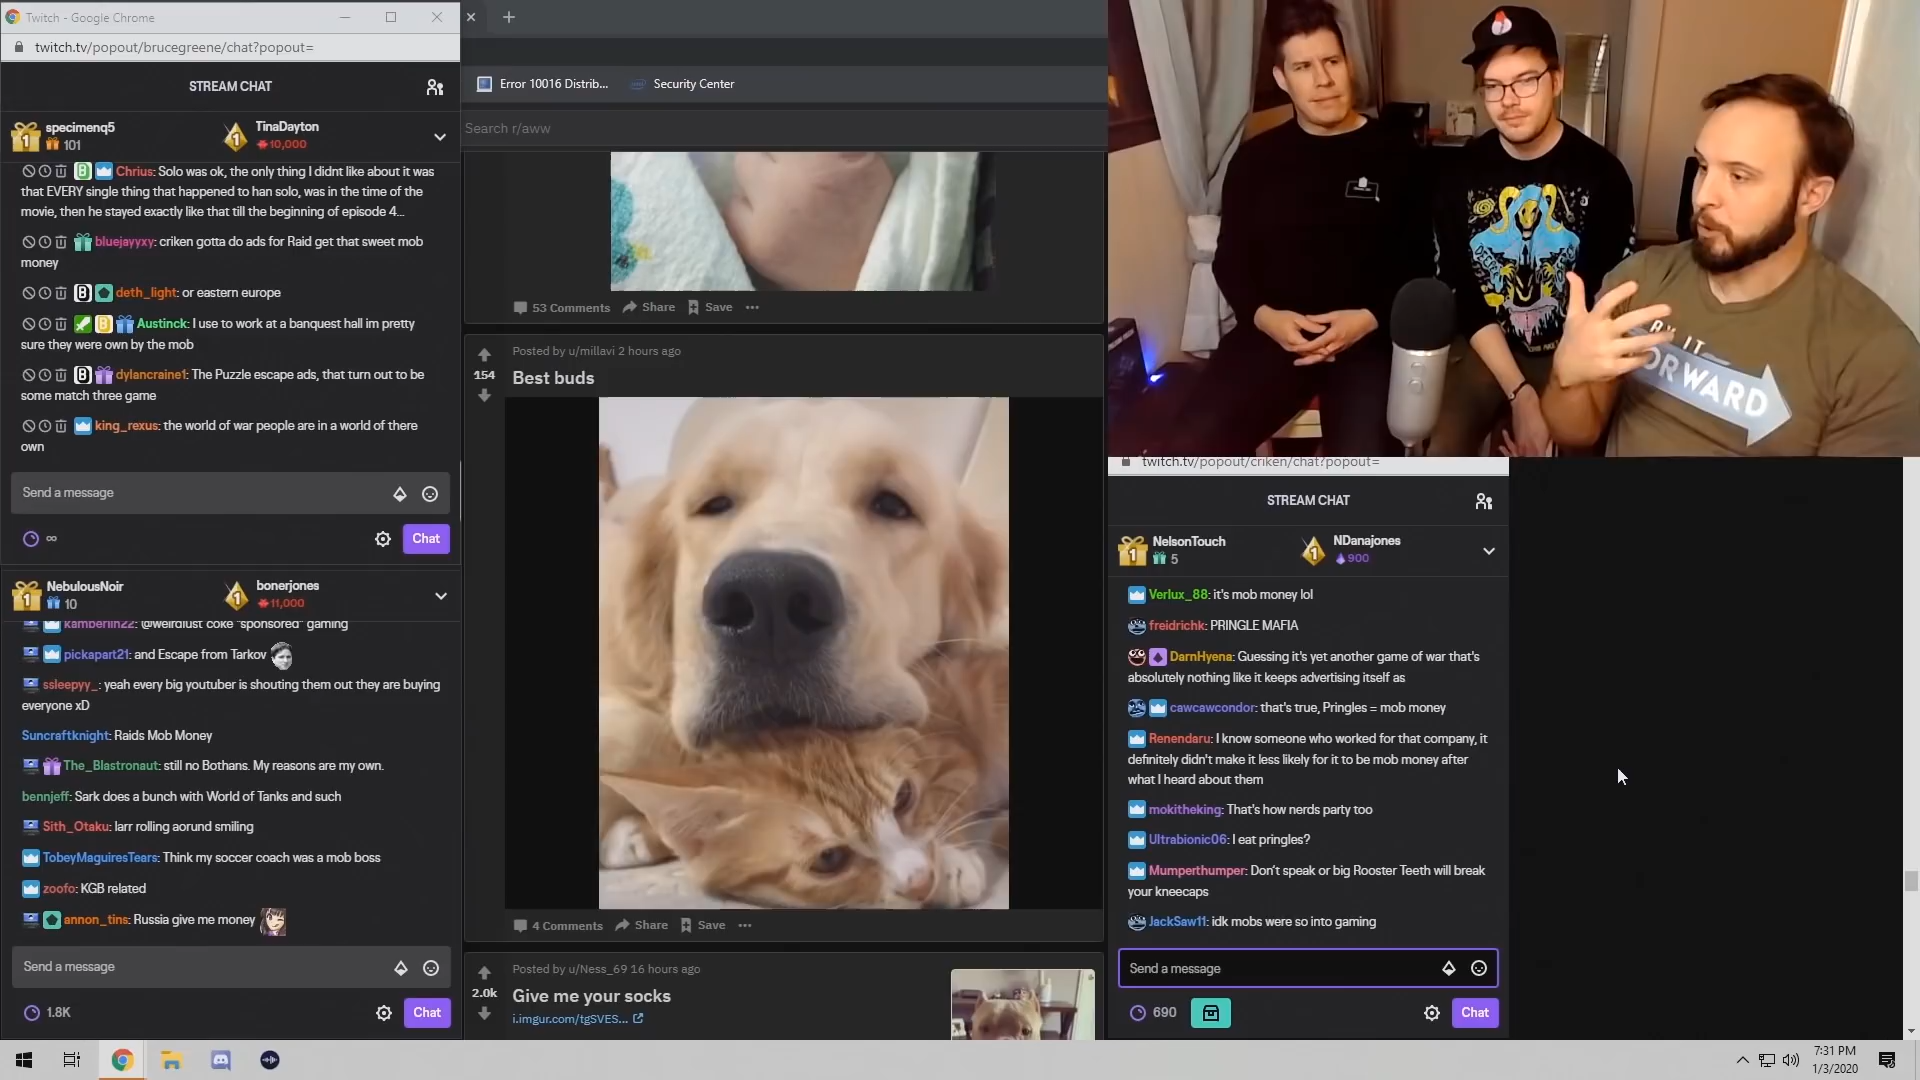 Twitch - Google Chrome
twitch.tv/popout/brucegreene/chat?popout=
STREAM CHAT
specimenq5
101
TinaDayton
10,000
Chrius: Solo was ok, the only thing I didnt like about it was
that EVERY single thing that happened to han solo, was in the time of the
movie, then he stayed exactly like that till the beginning of episode 4...
bluejayyxy: criken gotta do ads for Raid get that sweet mob
money
deth_light: or eastern europe
Austinck: I use to work at a banquest hall im pretty
sure they were own by the mob
dylancraine1: The Puzzle escape ads, that turn out to be
some match three game
king_rexus: the world of war people are in a world of there
own
Send a message
∞
Chat
NebulousNoir
10
bonerjones
11,000
kamberlin22: @weirdlust coke "sponsored" gaming
pickapart21: and Escape from Tarkov
ssleepyy_: yeah every big youtuber is shouting them out they are buying
everyone xD
Suncraftknight: Raids Mob Money
The_Blastronaut: still no Bothans. My reasons are my own.
bennjeff: Sark does a bunch with World of Tanks and such
Sith_Otaku: larr rolling aorund smiling
TobeyMaguiresTears: Think my soccer coach was a mob boss
zoofo: KGB related
annon_tins: Russia give me money
Send a message
1.8K
Chat
Error 10016 Distrib...
Security Center
Search r/aww
53 Comments
Share
Save
Posted by u/millavi 2 hours ago
154
Best buds
4 Comments
Share
Save
Posted by u/Ness_69 16 hours ago
2.0k
Give me your socks
i.imgur.com/tgSVES...
IT
FORWARD
twitch.tv/popout/criken/chat?popout=
STREAM CHAT
NelsonTouch
5
NDanajones
900
Verlux_88: it's mob money lol
freidrichk: PRINGLE MAFIA
DarnHyena: Guessing it's yet another game of war that's
absolutely nothing like it keeps advertising itself as
cawcawcondor: that's true, Pringles = mob money
Renendaru: I know someone who worked for that company, it
definitely didn't make it less likely for it to be mob money after
what I heard about them
mokitheking: That's how nerds party too
Ultrabionic06: I eat pringles?
Mumperthumper: Don't speak or big Rooster Teeth will break
your kneecaps
JackSaw11: idk mobs were so into gaming
Send a message
690
Chat
7:31 PM
1/3/2020